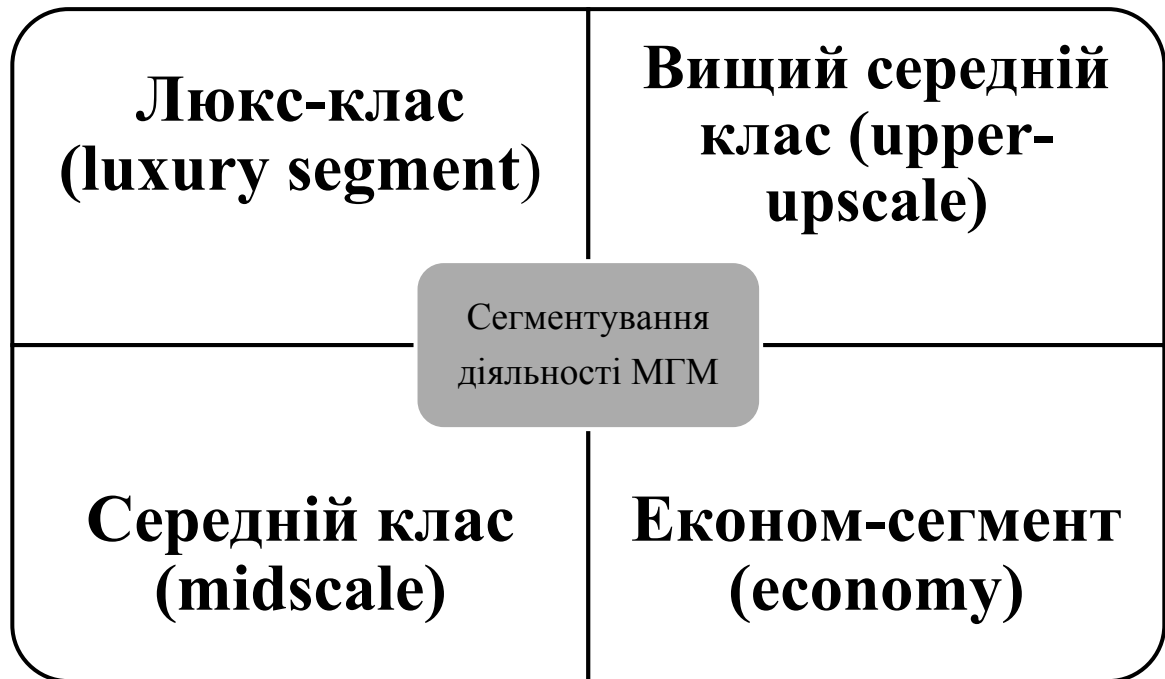 Люкс-клас
(luxury segment)
Вищий середній
клас (upper-
upscale)
Сегментування
діяльності МГМ
Середній клас
(midscale)
Економ-сегмент
(economy)